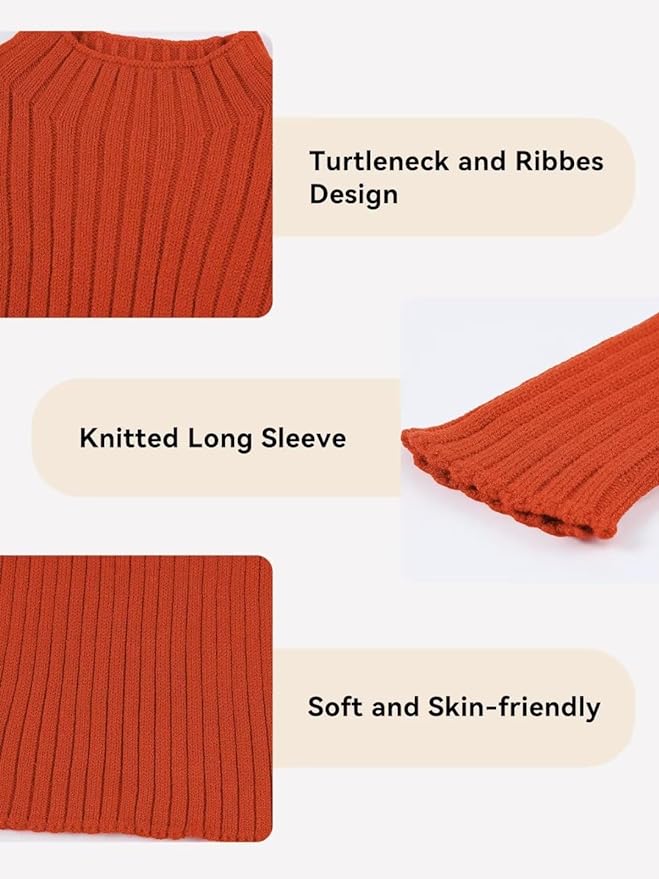 Turtleneck and Ribbes
Design
Knitted Long Sleeve
Soft and Skin-friendly